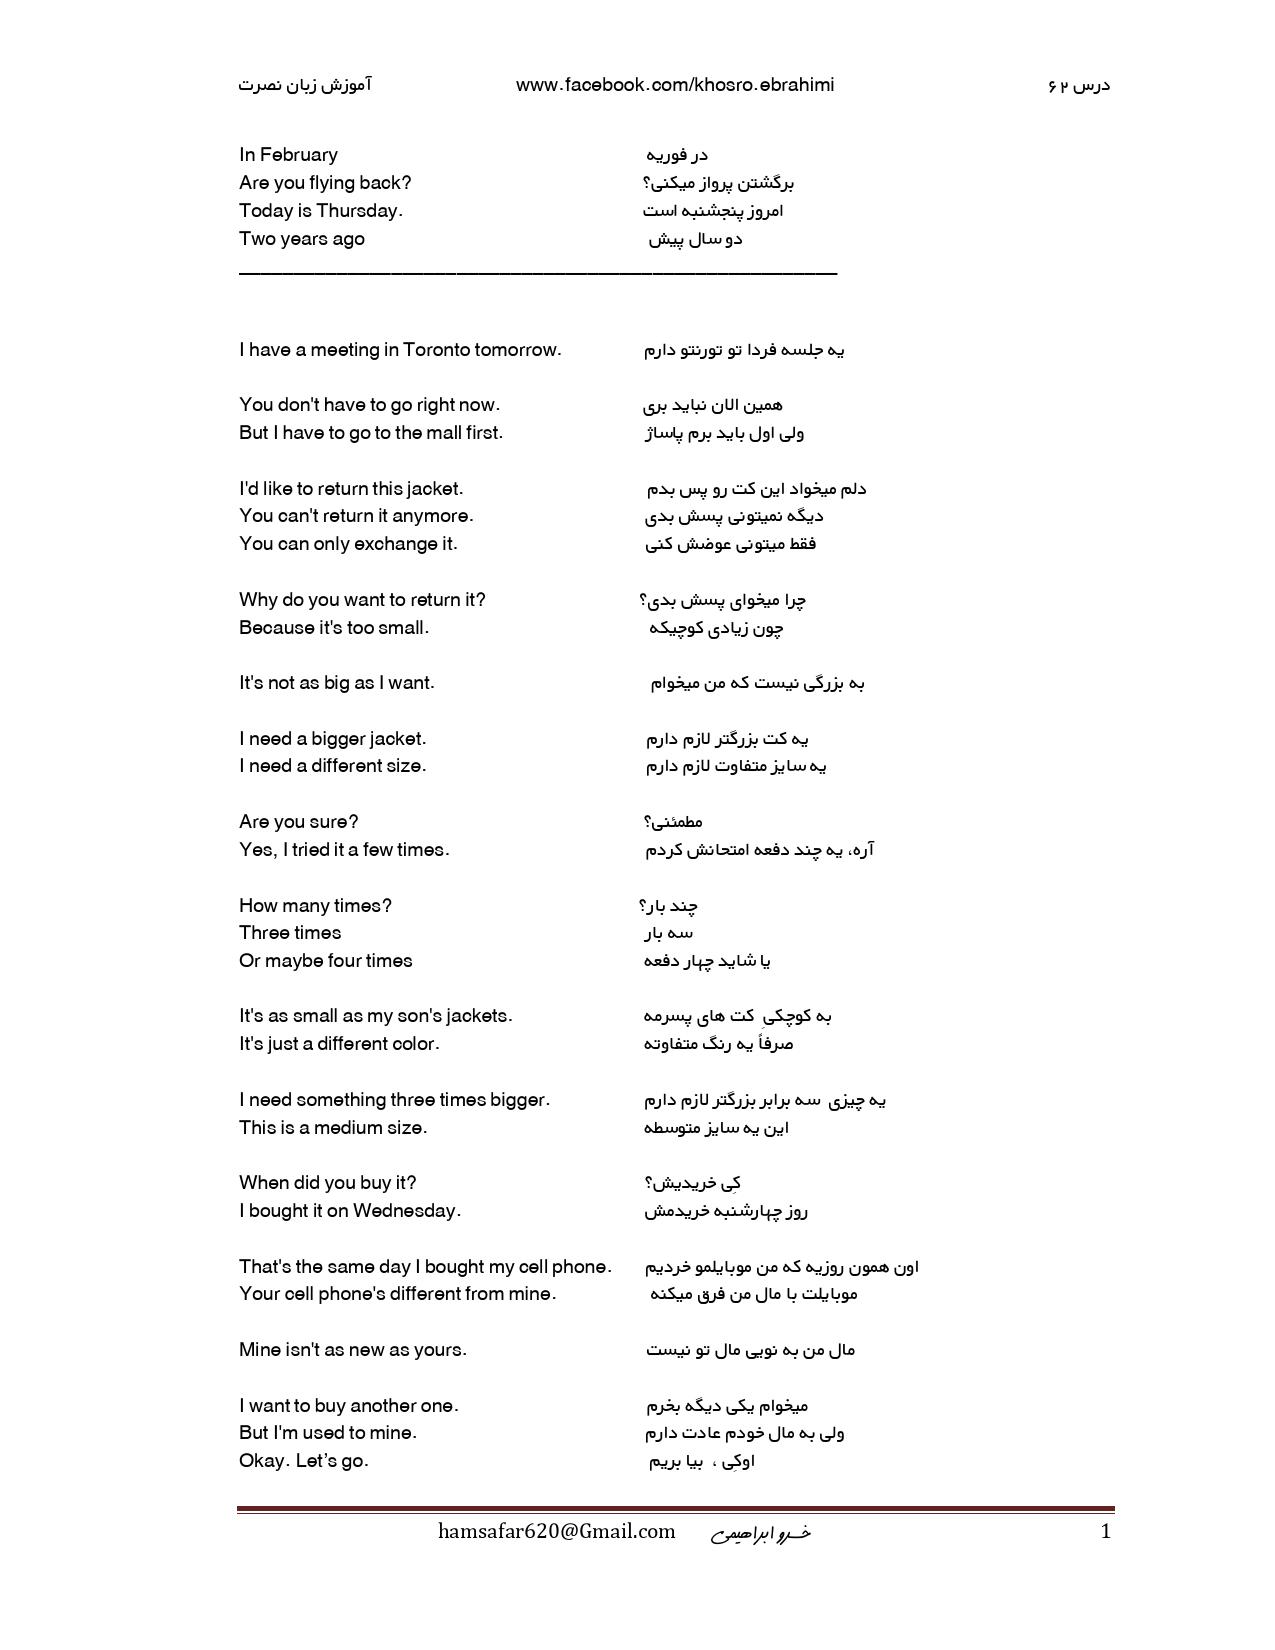 آموزش زبان نصرت www.facebook.com/khosro.ebrahimi درس ۶۲
In February در فوریه
Are you flying back? برگشتن پرواز میکنی؟
Today is Thursday. امروز پنجشنبه است
Two years ago دو سال پیش
I have a meeting in Toronto tomorrow. یه جلسه فردا تو تورنتو دارم
You don't have to go right now. همین الان نباید بری
But I have to go to the mall first. ولی اول باید برم پاساژ
I'd like to return this jacket. دلم میخواد این کت رو پس بدم
You can't return it anymore. دیگه نمیتونی پسش بدی
You can only exchange it. فقط میتونی عوضش کنی
Why do you want to return it? چرا میخوای پسش بدی؟
Because it's too small. چون زیادی کوچیکه
It's not as big as I want. به بزرگی نیست که من میخوام
I need a bigger jacket. یه کت بزرگتر لازم دارم
I need a different size. یه سایز متفاوت لازم دارم
Are you sure? مطمئنی؟
Yes, I tried it a few times. آره، یه چند دفعه امتحانش کردم
How many times? چند بار؟
Three times سه بار
Or maybe four times یا شاید چهار دفعه
It's as small as my son's jackets. به کوچکیِ کت های پسرمه
It's just a different color. صرفاً یه رنگ متفاوته
I need something three times bigger. یه چیزی سه برابر بزرگتر لازم دارم
This is a medium size. این یه سایز متوسطه
When did you buy it? کِی خریدیش؟
I bought it on Wednesday. روز چهارشنبه خریدمش
That's the same day I bought my cell phone. اون همون روزیه که من موبایلمو خردیم
Your cell phone's different from mine. موبایلت با مال من فرق میکنه
Mine isn't as new as yours. مال من به نویی مال تو نیست
I want to buy another one. میخوام یکی دیگه بخرم
But I'm used to mine. ولی به مال خودم عادت دارم
Okay. Let’s go. اوکِی ، بیا بریم
hamsafar620@Gmail.com خسرو ابراهیمی 1